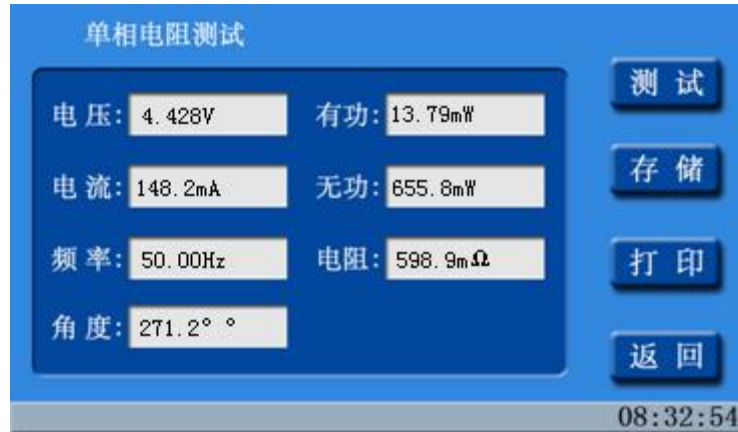 单相电阻测试
电压: 4.428V 有功: 13.79mW 测试
电流: 148.2mA 无功: 655.8mW 存储
频率: 50.00Hz 电阻: 598.9mΩ 打印
角度: 271.2° °
返回
08:32:54